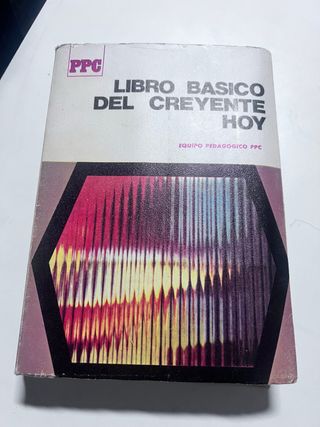 PPC
LIBRO BASICO
DEL CREYENTE
HOY
EQUIPO PEDAGOGICO PPC